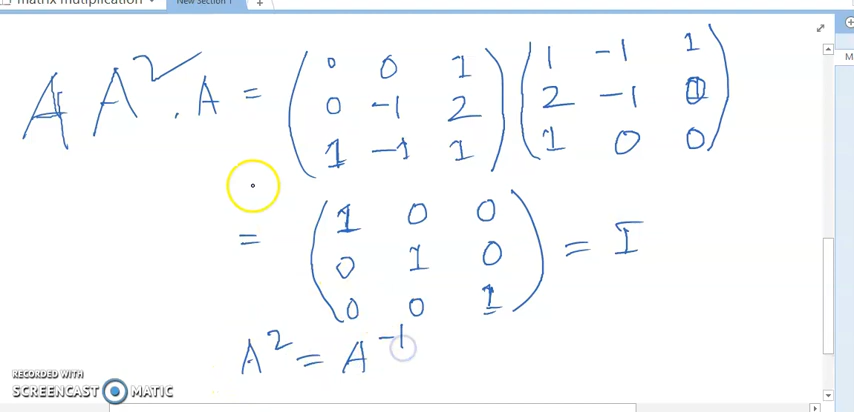 matrix mutiplication New Section 1 +
A A² . A = ( 0 0 1 ) ( 1 -1 1 )
( 0 -1 2 ) ( 2 -1 0 )
( 1 -1 1 ) ( 1 0 0 )
= ( 1 0 0 ) = I
( 0 1 0 )
( 0 0 1 )
A² = A⁻¹
RECORDED WITH
SCREENCAST MATIC